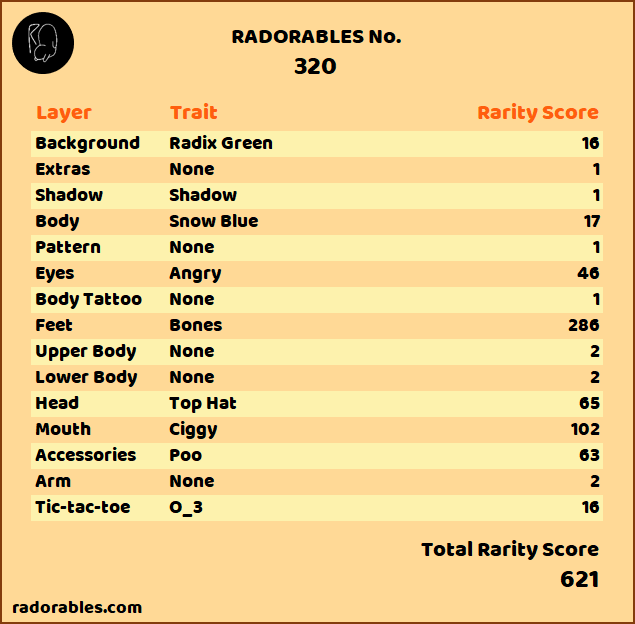 RADORABLES No.
320
Layer Trait Rarity Score
Background Radix Green 16
Extras None 1
Shadow Shadow 1
Body Snow Blue 17
Pattern None 1
Eyes Angry 46
Body Tattoo None 1
Feet Bones 286
Upper Body None 2
Lower Body None 2
Head Top Hat 65
Mouth Ciggy 102
Accessories Poo 63
Arm None 2
Tic-tac-toe O_3 16
Total Rarity Score
621
radorables.com